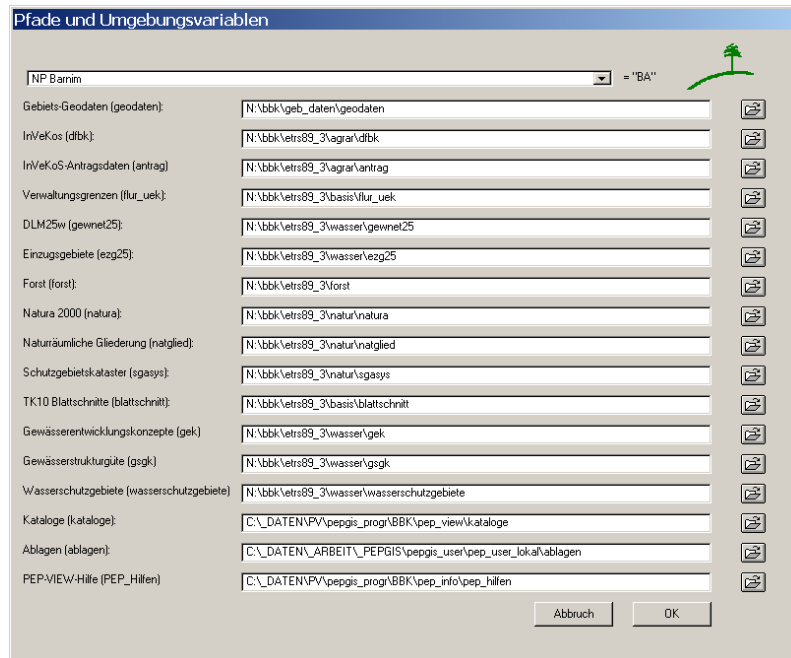 Pfade und Umgebungsvariablen
NP Barnim = "BA"
Gebiets-Geodaten (geodaten): N:\bbk\geb_daten\geodaten
InVeKos (dfbk): N:\bbk\etrs89_3\agrar\dfbk
InVeKoS-Antragsdaten (antrag) N:\bbk\etrs89_3\agrar\antrag
Verwaltungsgrenzen (flur_uek): N:\bbk\etrs89_3\basis\flur_uek
DLM25w (gewnet25): N:\bbk\etrs89_3\wasser\gewnet25
Einzugsgebiete (ezg25): N:\bbk\etrs89_3\wasser\ezg25
Forst (forst): N:\bbk\etrs89_3\forst
Natura 2000 (natura): N:\bbk\etrs89_3\natur\natura
Naturräumliche Gliederung (natglied): N:\bbk\etrs89_3\natur\natglied
Schutzgebietskataster (sgasys): N:\bbk\etrs89_3\natur\sgasys
TK10 Blattschnitte (blattschnitt): N:\bbk\etrs89_3\basis\blattschnitt
Gewässerentwicklungskonzepte (gek) N:\bbk\etrs89_3\wasser\gek
Gewässerstrukturgüte (gsgk) N:\bbk\etrs89_3\wasser\gsgk
Wasserschutzgebiete (wasserschutzgebiete) N:\bbk\etrs89_3\wasser\wasserschutzgebiete
Kataloge (kataloge): C:\_DATEN\PV\pepgis_progr\BBK\pep_view\kataloge
Ablagen (ablagen): C:\_DATEN\_ARBEIT\_PEPGIS\pepgis_user\pep_user_lokal\ablagen
PEP-VIEW-Hilfe (PEP_Hilfen) C:\_DATEN\PV\pepgis_progr\BBK\pep_info\pep_hilfen
Abbruch OK